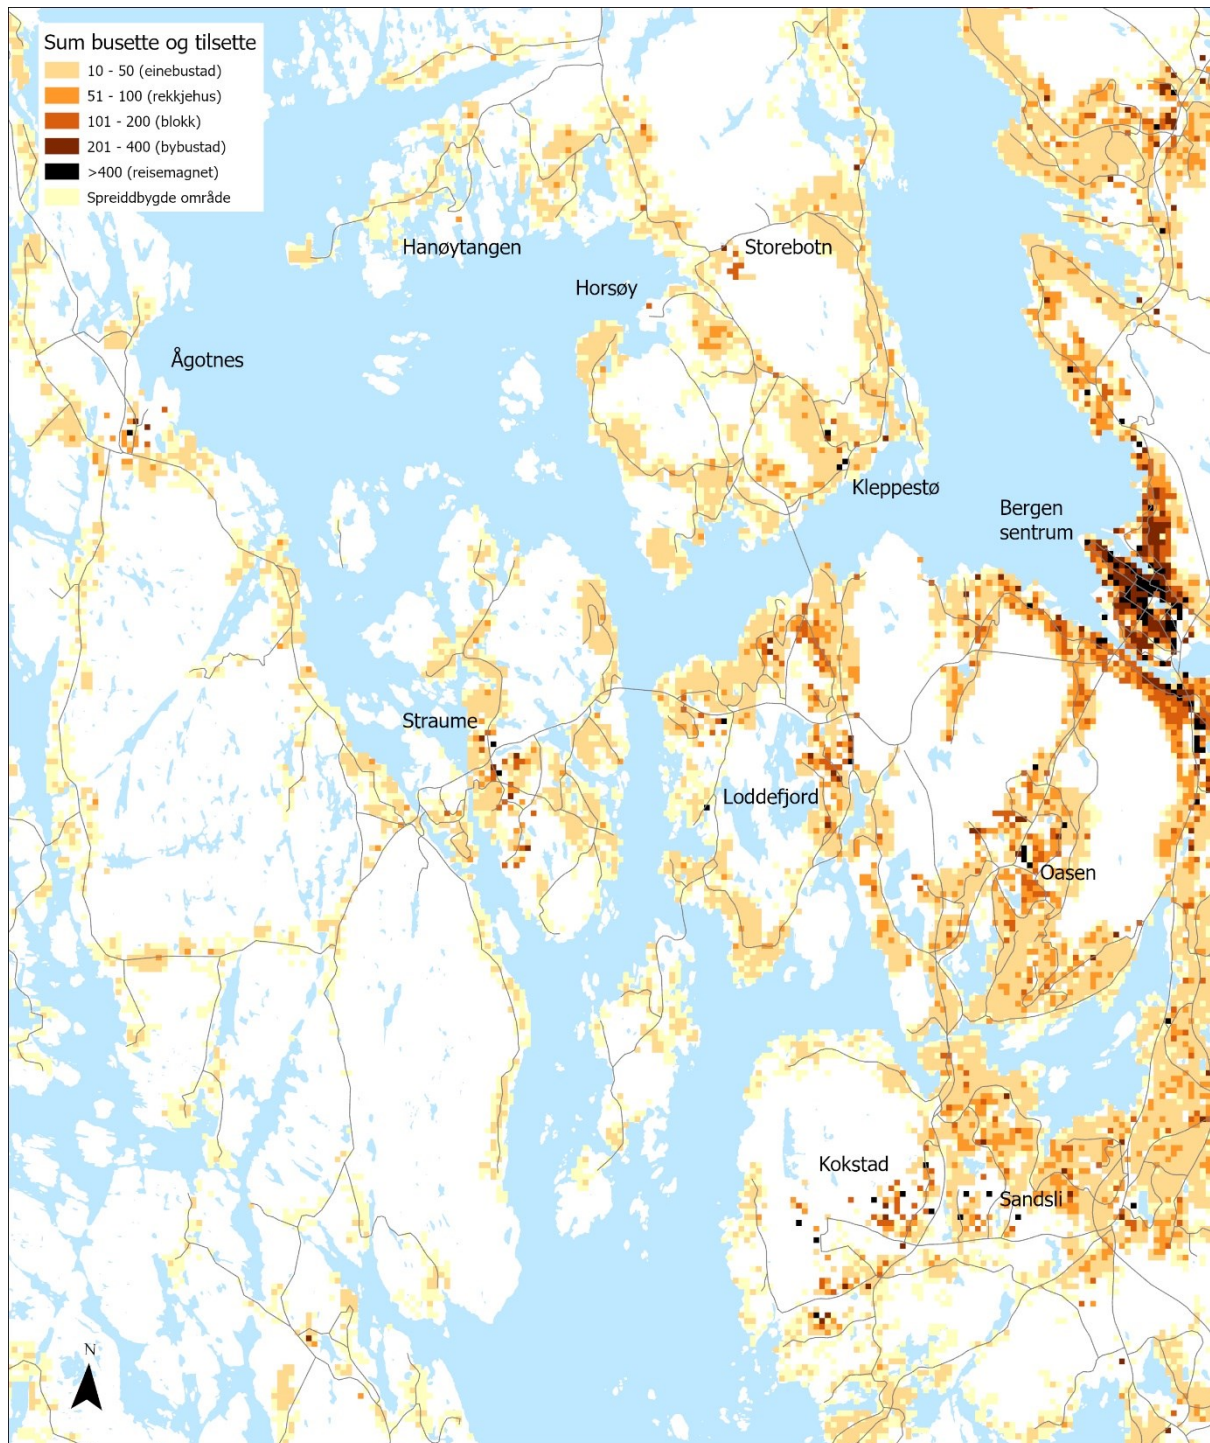 Sum busette og tilsette
10 - 50 (einebustad)
51 - 100 (rekkjehus)
101 - 200 (blokk)
201 - 400 (bybustad)
>400 (reisemagnet)
Spreiddbygde område
Hanøytangen
Storebotn
Horsøy
Ågotnes
Kleppestø
Bergen
sentrum
Straume
Loddefjord
Oasen
Kokstad
Sandsli
N